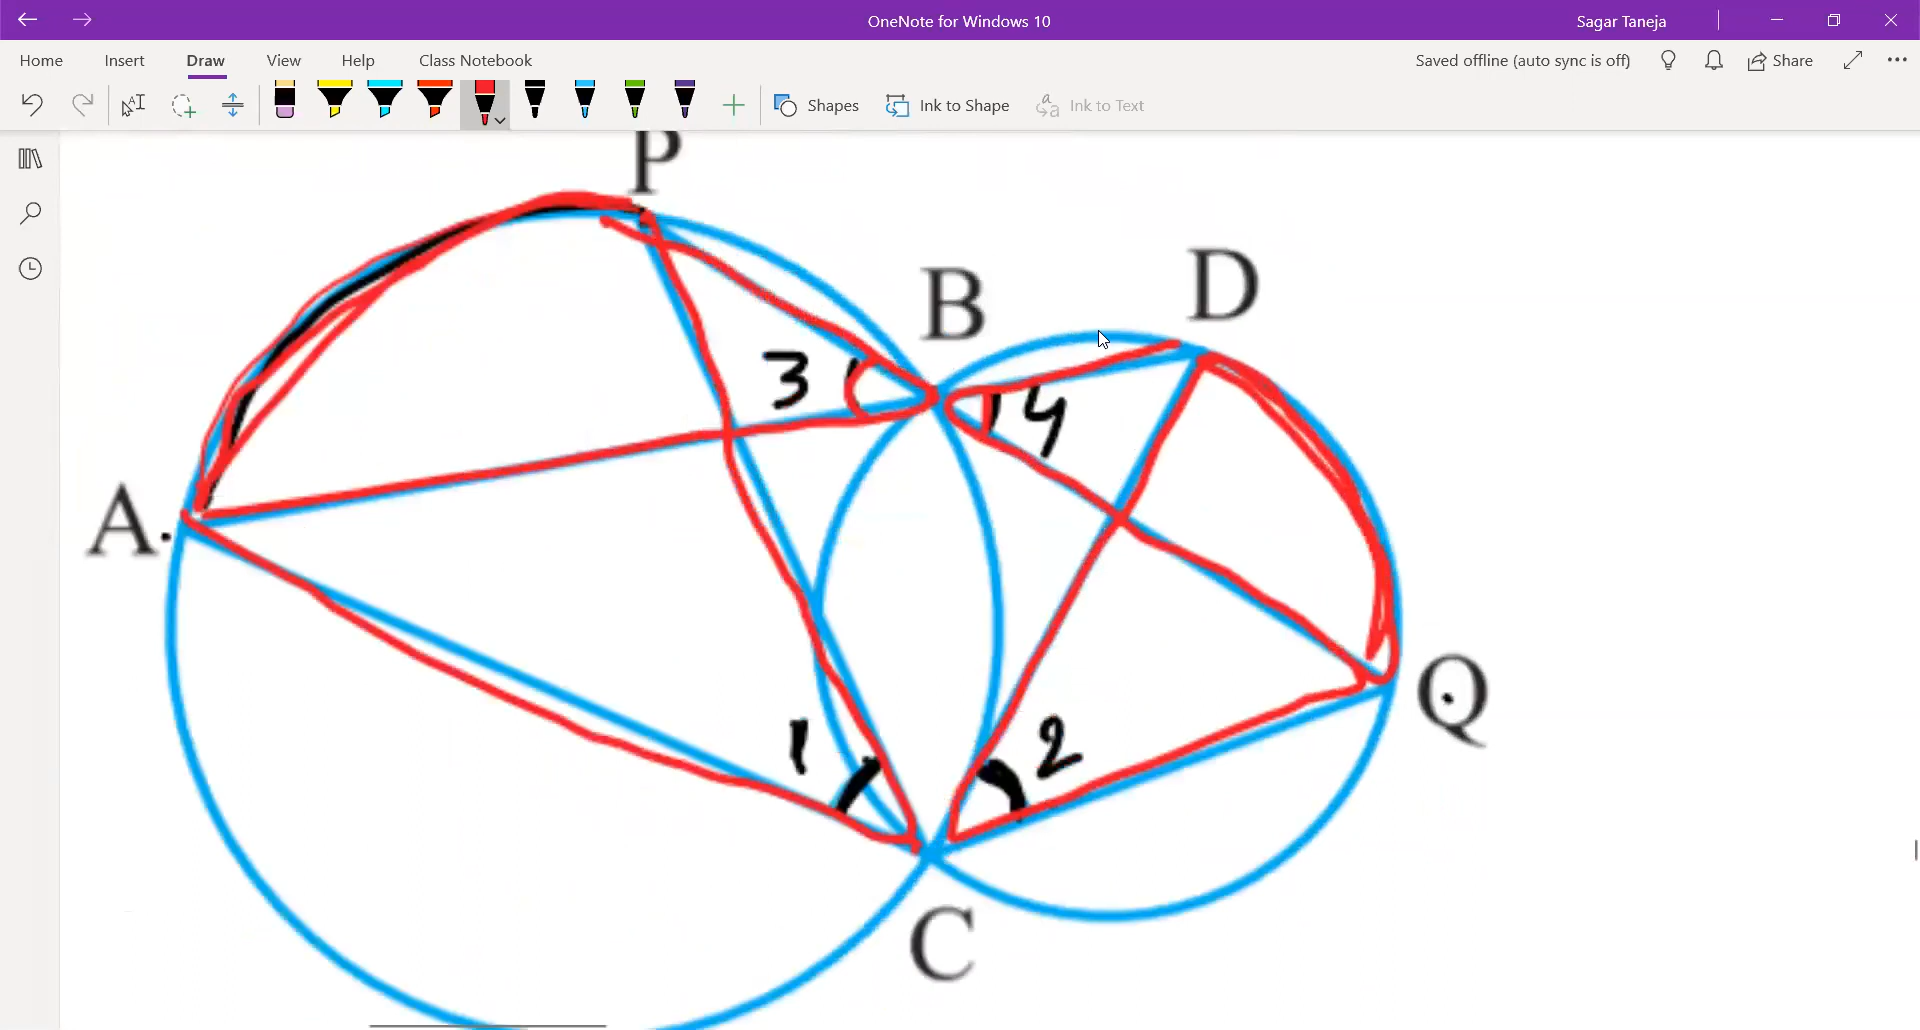 OneNote for Windows 10
Sagar Taneja
Home Insert Draw View Help Class Notebook
Saved offline (auto sync is off)
Share
Shapes
Ink to Shape
Ink to Text
P
B
D
3
4
A
1
2
Q
C